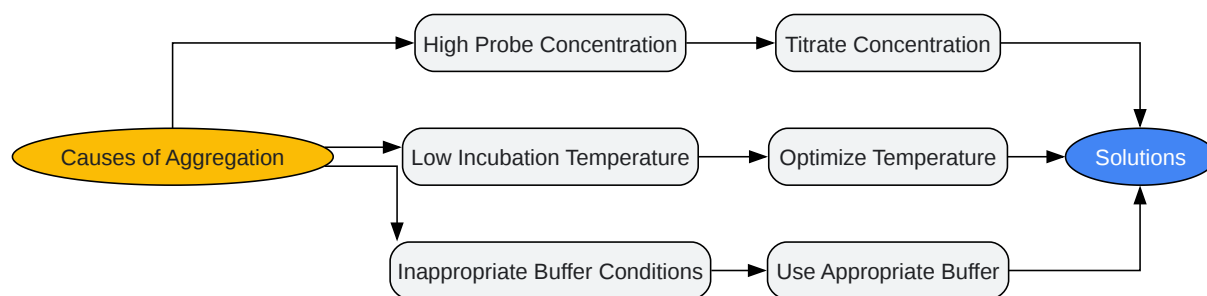 High Probe Concentration
Titrate Concentration
Causes of Aggregation
Low Incubation Temperature
Optimize Temperature
Solutions
Inappropriate Buffer Conditions
Use Appropriate Buffer